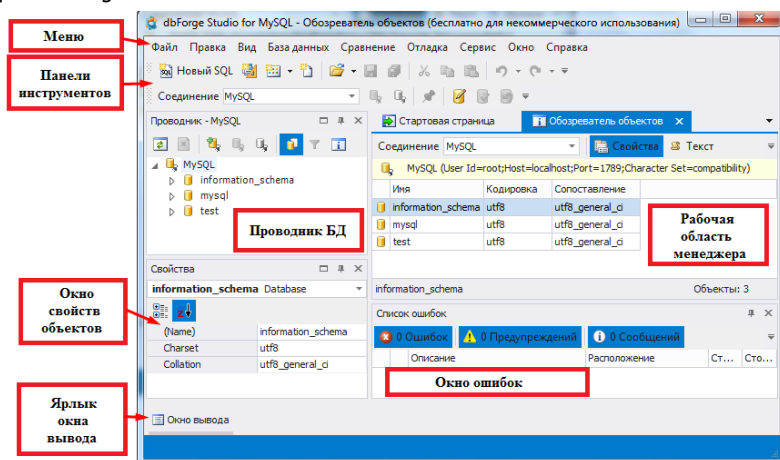 dbForge Studio for MySQL - Обозреватель объектов (бесплатно для некоммерческого использования)
Меню
Файл Правка Вид База данных Сравнение Отладка Сервис Окно Справка
Панели
инструментов
Новый SQL
Соединение MySQL
Проводник - MySQL
MySQL
information_schema
mysql
test
Проводник БД
Стартовая страница
Обозреватель объектов
Соединение MySQL
Свойства
Текст
MySQL (User Id=root;Host=localhost;Port=1789;Character Set=compatibility)
Имя Кодировка Сопоставление
information_schema utf8 utf8_general_ci
mysql utf8 utf8_general_ci
test utf8 utf8_general_ci
Рабочая
область
менеджера
information_schema Объекты: 3
Свойства
information_schema Database
(Name) information_schema
Charset utf8
Collation utf8_general_ci
Окно
свойств
объектов
Список ошибок
0 Ошибок 0 Предупреждений 0 Сообщений
Описание Расположение Ст... Сто...
Окно ошибок
Ярлык
окна
вывода
Окно вывода